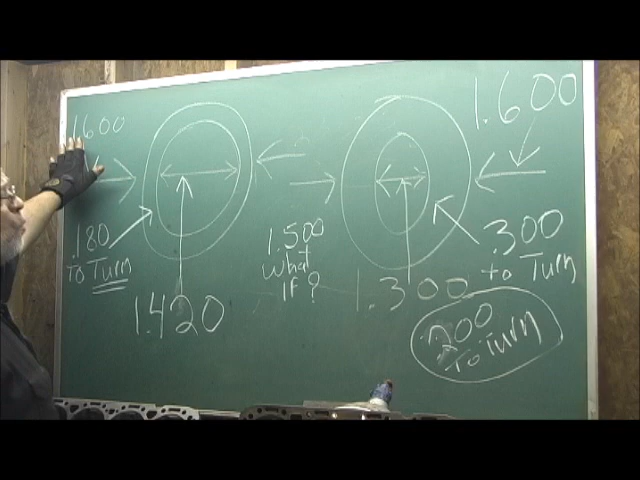 1.600
.180
TO Turn
1.420
1.500
What
IF ?
1.600
.300
to Turn
1.300
.200
To Turn